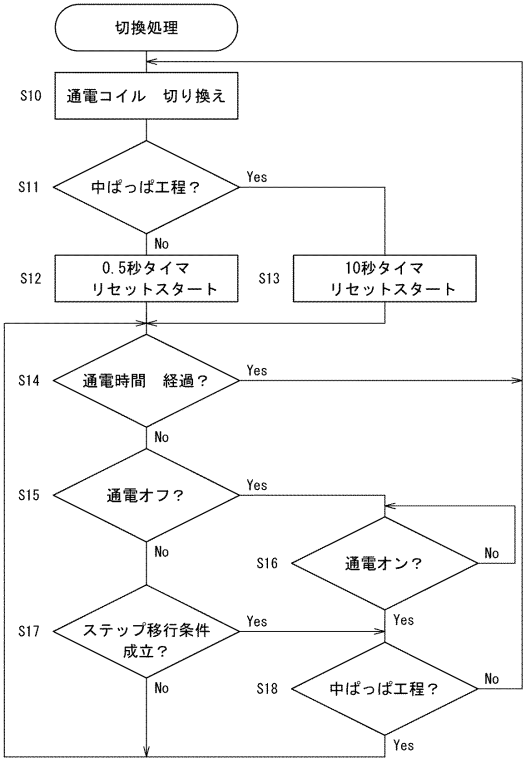 切換処理
S10
通電コイル　切り換え
S11
中ぱっぱ工程？
Yes
No
S12
0.5秒タイマ
リセットスタート
S13
10秒タイマ
リセットスタート
S14
通電時間　経過？
Yes
No
S15
通電オフ？
Yes
No
S16
通電オン？
No
Yes
S17
ステップ移行条件
成立？
Yes
No
S18
中ぱっぱ工程？
No
Yes